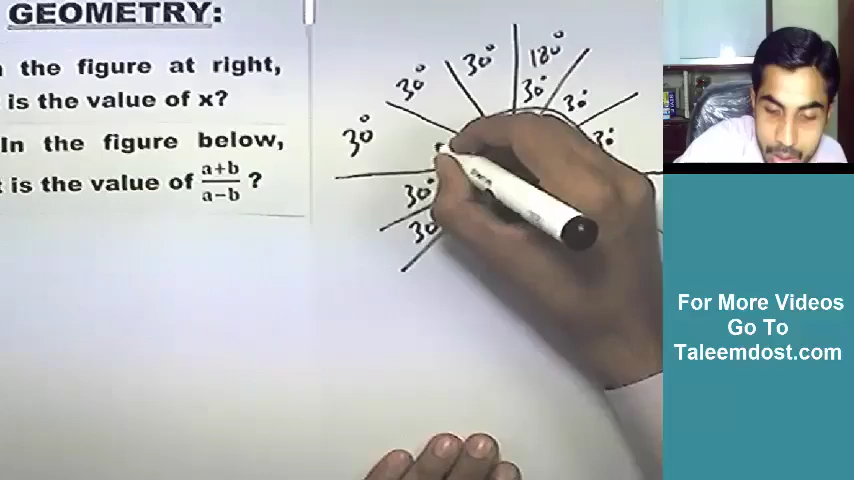 GEOMETRY:
the figure at right,
is the value of x?
In the figure below,
is the value of a+b/a-b ?
30°
30°
30°
180°
30°
30°
30°
30°
30
For More Videos
Go To
Taleemdost.com